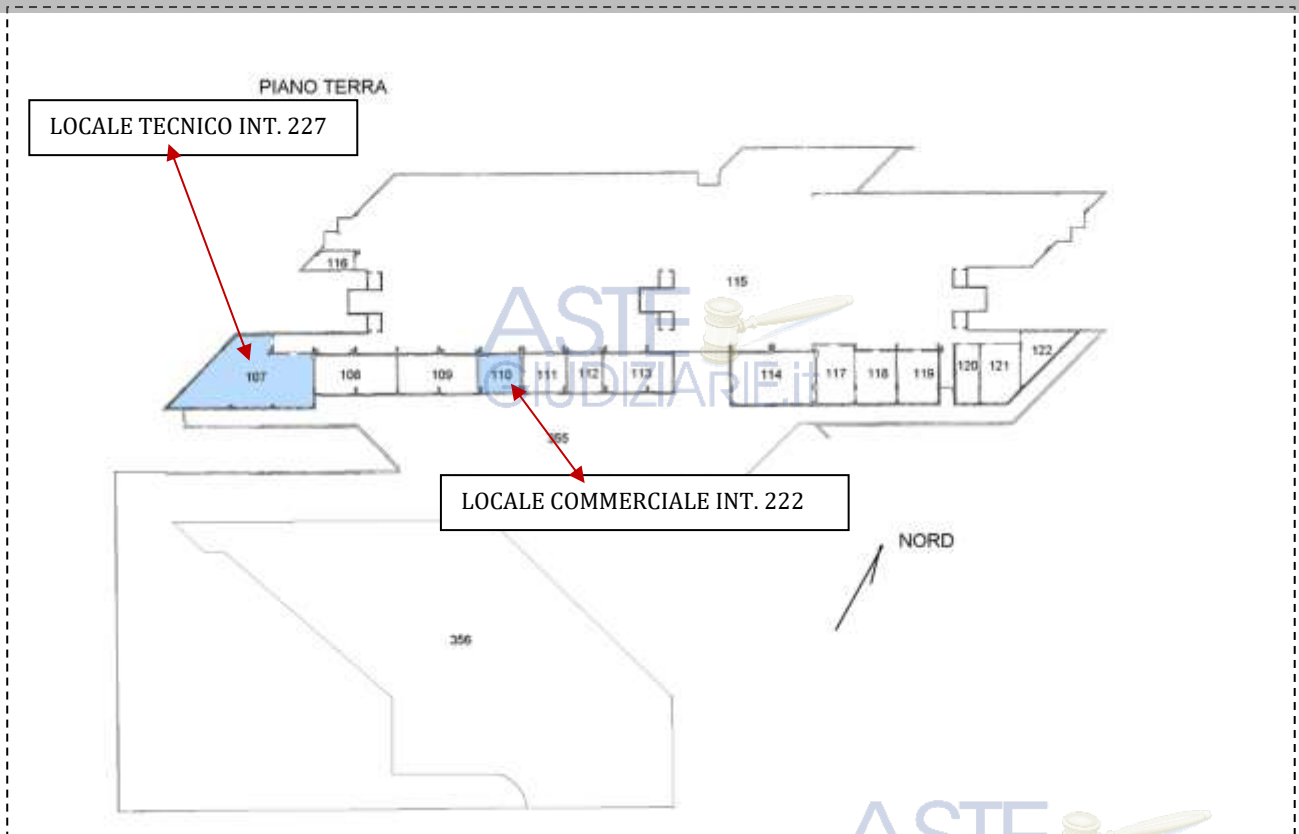 PIANO TERRA
LOCALE TECNICO INT. 227
116
115
122
107
108
109
110
111
112
113
114
117
118
119
120
121
ASTE
GIUDIZIARIE.it
355
LOCALE COMMERCIALE INT. 222
NORD
356
ASTE